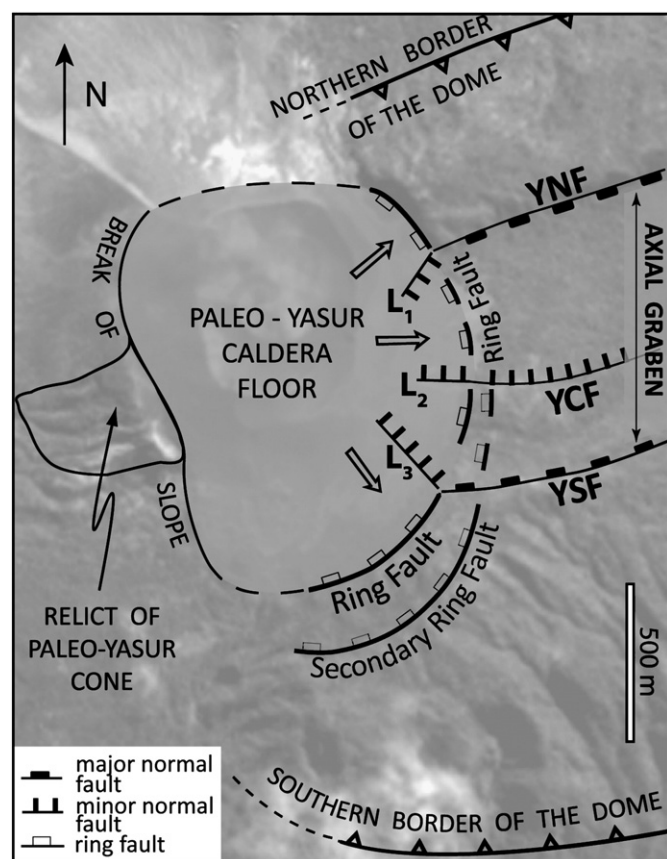 N
NORTHERN BORDER
OF THE DOME
YNF
BREAK OF
SLOPE
PALEO - YASUR
CALDERA
FLOOR
L1
Ring Fault
AXIAL GRABEN
L2
YCF
L3
YSF
Ring Fault
Secondary Ring Fault
RELICT OF
PALEO-YASUR
CONE
500 m
major normal
fault
minor normal
fault
ring fault
SOUTHERN BORDER OF THE DOME